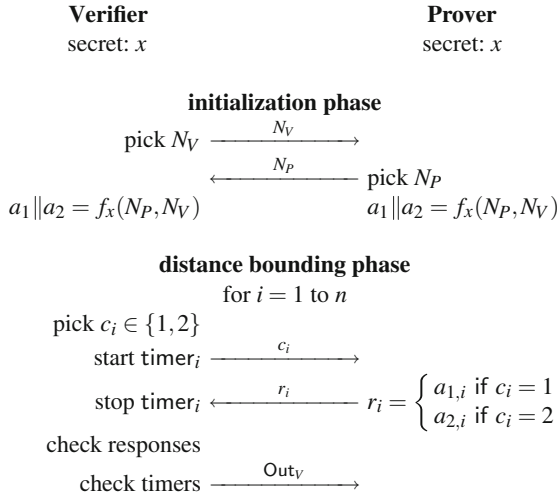 Verifier Prover
secret: x secret: x
initialization phase
pick N_V N_V
N_P pick N_P
a_1||a_2 = f_x(N_P, N_V) a_1||a_2 = f_x(N_P, N_V)
distance bounding phase
for i = 1 to n
pick c_i ∈ {1,2}
start timer_i c_i
stop timer_i r_i r_i = { a_{1,i} if c_i = 1
a_{2,i} if c_i = 2
check responses
check timers Out_V